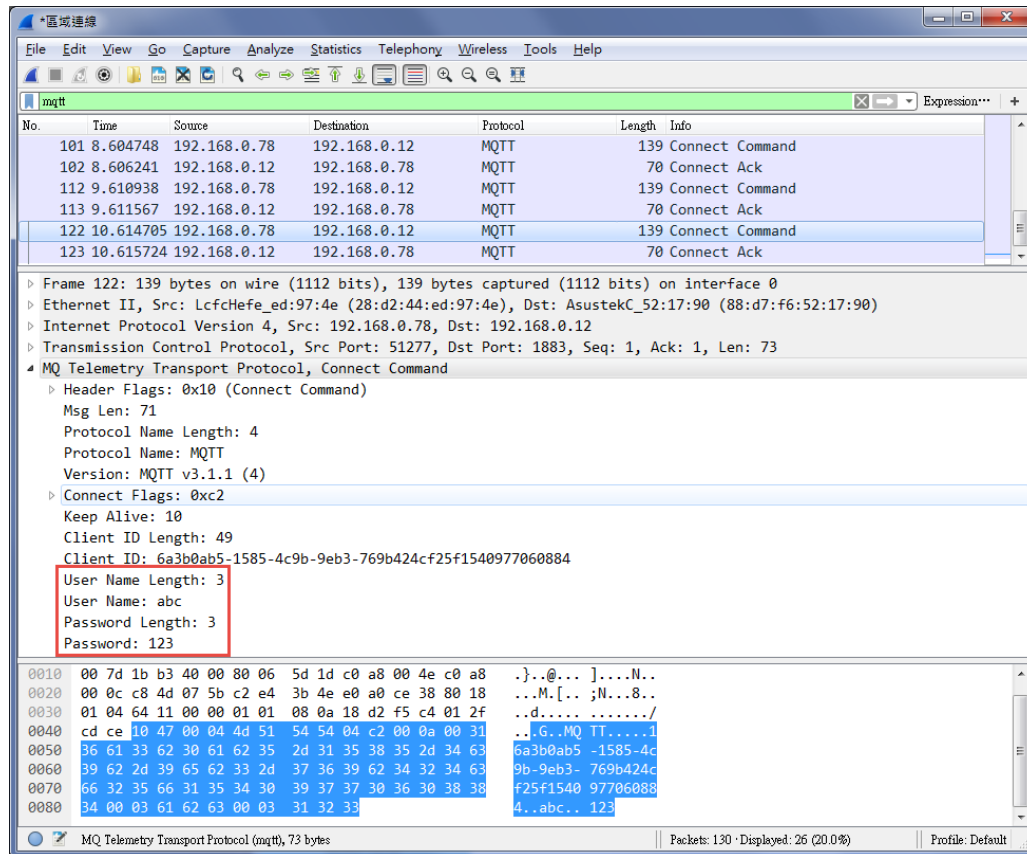 *區域連線
File Edit View Go Capture Analyze Statistics Telephony Wireless Tools Help
mqtt Expression… +
No. Time Source Destination Protocol Length Info
101 8.604748 192.168.0.78 192.168.0.12 MQTT 139 Connect Command
102 8.606241 192.168.0.12 192.168.0.78 MQTT 70 Connect Ack
112 9.610938 192.168.0.78 192.168.0.12 MQTT 139 Connect Command
113 9.611567 192.168.0.12 192.168.0.78 MQTT 70 Connect Ack
122 10.614705 192.168.0.78 192.168.0.12 MQTT 139 Connect Command
123 10.615724 192.168.0.12 192.168.0.78 MQTT 70 Connect Ack
Frame 122: 139 bytes on wire (1112 bits), 139 bytes captured (1112 bits) on interface 0
Ethernet II, Src: LcfcHefe_ed:97:4e (28:d2:44:ed:97:4e), Dst: AsustekC_52:17:90 (88:d7:f6:52:17:90)
Internet Protocol Version 4, Src: 192.168.0.78, Dst: 192.168.0.12
Transmission Control Protocol, Src Port: 51277, Dst Port: 1883, Seq: 1, Ack: 1, Len: 73
MQ Telemetry Transport Protocol, Connect Command
Header Flags: 0x10 (Connect Command)
Msg Len: 71
Protocol Name Length: 4
Protocol Name: MQTT
Version: MQTT v3.1.1 (4)
Connect Flags: 0xc2
Keep Alive: 10
Client ID Length: 49
Client ID: 6a3b0ab5-1585-4c9b-9eb3-769b424cf25f1540977060884
User Name Length: 3
User Name: abc
Password Length: 3
Password: 123
0010 00 7d 1b b3 40 00 80 06 5d 1d c0 a8 00 4e c0 a8 .}..@... ]....N..
0020 00 0c c8 4d 07 5b c2 e4 3b 4e e0 a0 ce 38 80 18 ...M.[.. ;N...8..
0030 01 04 64 11 00 00 01 01 08 0a 18 d2 f5 c4 01 2f ..d..... ......./
0040 cd ce 10 47 00 04 4d 51 54 54 04 c2 00 0a 00 31 ...G..MQ TT.....1
0050 36 61 33 62 30 61 62 35 2d 31 35 38 35 2d 34 63 6a3b0ab5 -1585-4c
0060 39 62 2d 39 65 62 33 2d 37 36 39 62 34 32 34 63 9b-9eb3- 769b424c
0070 66 32 35 66 31 35 34 30 39 37 37 30 36 30 38 38 f25f1540 97706088
0080 34 00 03 61 62 63 00 03 31 32 33 4..abc.. 123
MQ Telemetry Transport Protocol (mqtt), 73 bytes Packets: 130 · Displayed: 26 (20.0%) Profile: Default